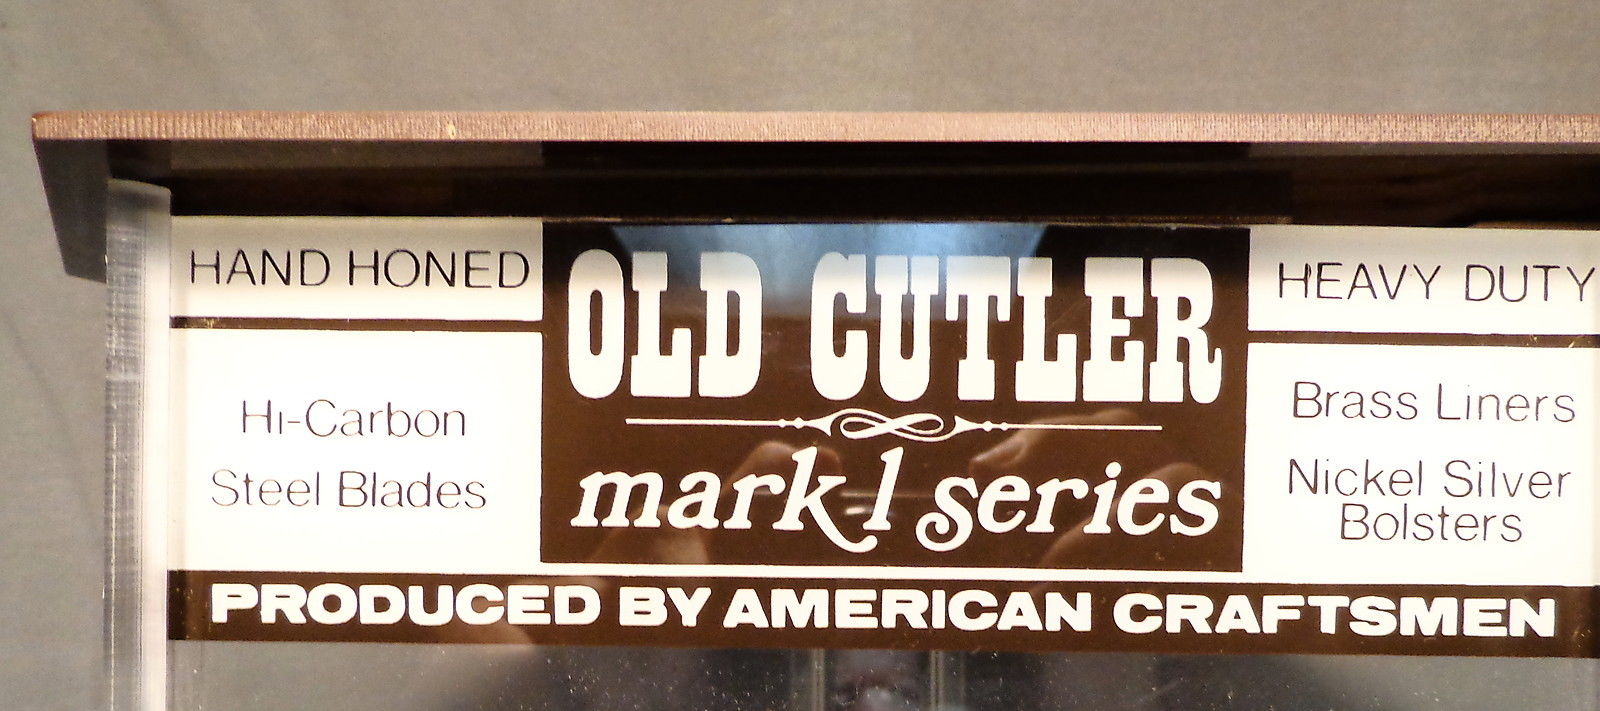 HAND HONED
Hi-Carbon
Steel Blades
OLD CUTLER
mark 1 series
HEAVY DUTY
Brass Liners
Nickel Silver
Bolsters
PRODUCED BY AMERICAN CRAFTSMEN